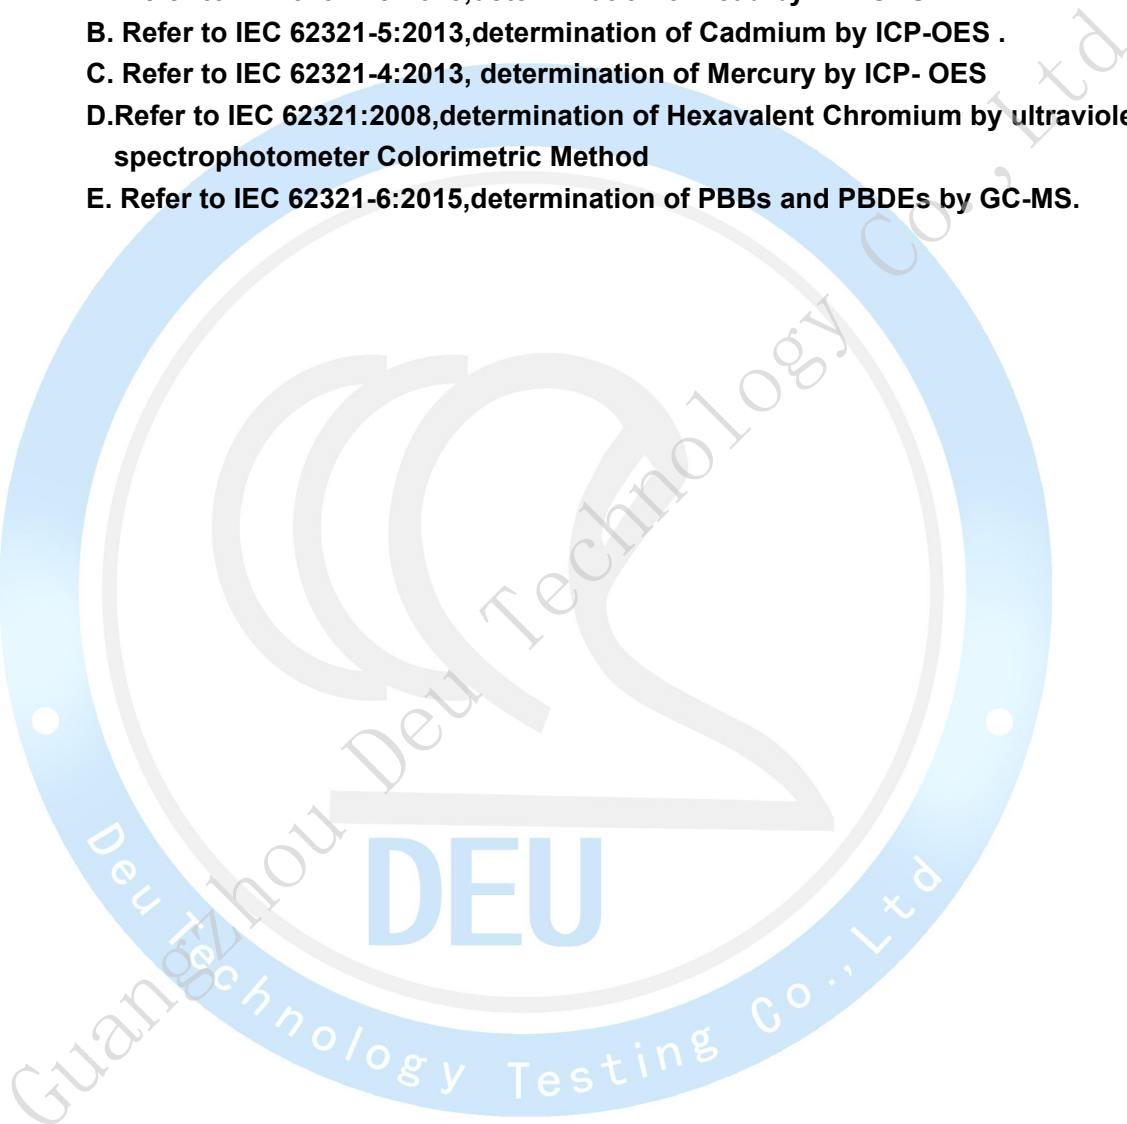 B. Refer to IEC 62321-5:2013,determination of Cadmium by ICP-OES .
C. Refer to IEC 62321-4:2013, determination of Mercury by ICP- OES
D.Refer to IEC 62321:2008,determination of Hexavalent Chromium by
spectrophotometer Colorimetric Method
E. Refer to IEC 62321-6:2015,determination of PBBs and PBDEs by GC-MS.
Guangzhou Deu Technology Co., Ltd
DEU
Deu Technology Testing Co., Ltd